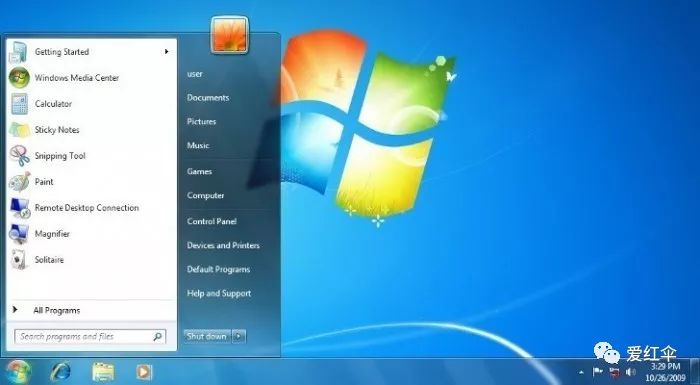 Getting Started
Windows Media Center
Calculator
Sticky Notes
Snipping Tool
Paint
Remote Desktop Connection
Magnifier
Solitaire
All Programs
Search programs and files
user
Documents
Pictures
Music
Games
Computer
Control Panel
Devices and Printers
Default Programs
Help and Support
Shut down
爱红伞
3:29 PM
10/26/2009